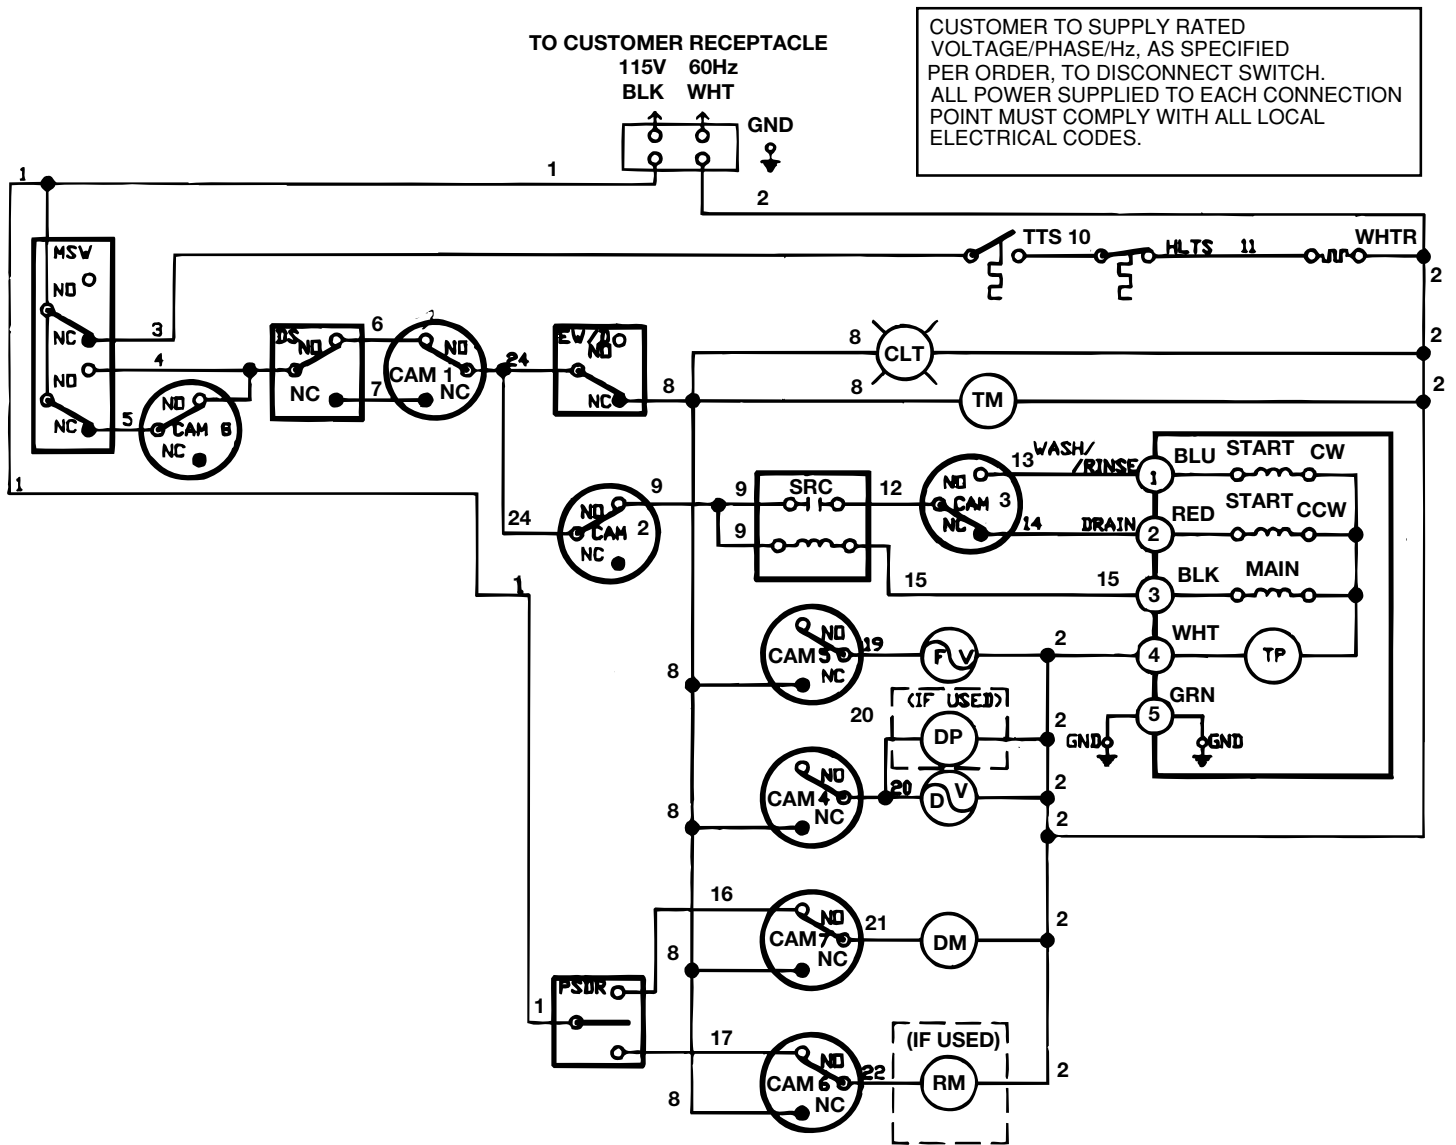 CUSTOMER TO SUPPLY RATED
VOLTAGE/PHASE/Hz, AS SPECIFIED
PER ORDER, TO DISCONNECT SWITCH.
ALL POWER SUPPLIED TO EACH CONNECTION
POINT MUST COMPLY WITH ALL LOCAL
ELECTRICAL CODES.
TO CUSTOMER RECEPTACLE
115V 60Hz
BLK WHT
GND
1
1
2
MSW
NO
NC
NO
NC
3
4
5
TTS 10
HLTS
11
WHTR
2
DS
NO
NC
6
7
NO
CAM 1
NC
24
EW/D
NO
NC
8
8
CLT
2
8
TM
2
NO
CAM 8
NC
1
24
NO
CAM 2
NC
9
9
9
SRC
12
NO
CAM 3
NC
13
WASH/
/RINSE
14
DRAIN
15
15
1
BLU
START
CW
2
RED
START
CCW
3
BLK
MAIN
4
WHT
TP
5
GRN
GND
GND
1
NO
CAM 5
NC
19
FV
2
8
(IF USED)
20
DP
2
NO
CAM 4
NC
20
DV
2
8
2
16
NO
CAM 7
NC
21
DM
2
8
PSDR
1
17
NO
CAM 6
NC
22
(IF USED)
RM
2
8